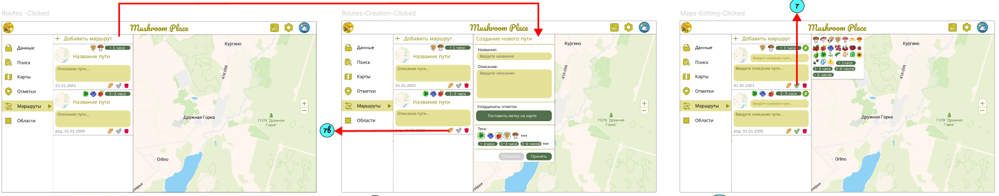 Routes -Clicked
Mushroom Place
Данные
Поиск
Карты
Отметки
Маршруты
Области
+ Добавить маршрут
< 1 часа
Название пути
Описание пути...
01.01.2001
1-3 часа
Название пути
Описание пути...
ред. 01.01.2000
Кургино
41К-099
Дружная Горка
ГОЛХ "Дружная
Горка"
Orlino
озерье
+
−
Routes-Creation-Clicked
Mushroom Place
Данные
Поиск
Карты
Отметки
Маршруты
Области
+ Добавить маршрут
< 1 часа
Название пути
Описание пути...
01.01.2001
1-3 часа
Название пути
Описание пути...
ред. 01.01.2000
7в
Создание нового пути
Название:
Введите название
Описание:
Введите описание
Координаты отметок
Поставить метку на карте
Теги:
< 1часа
1-3 часа
3-6 часов
Отменить
Принять
Кургино
41К-099
ГОЛХ "Дружная
Горка"
озерье
+
−
Maps-Editing-Clicked
7
Mushroom Place
Данные
Поиск
Карты
Отметки
Маршруты
Области
+ Добавить маршрут
< 1 часа
Введите название пути...
Введите описание пути...
01.01.2001
1-3 часа
Введите название пути...
Введите описание пути...
ред. 01.01.2000
< 1часа
1-3 часа
3-6 часов
> 6 часов
Кургино
41К-099
Дружная Горка
ГОЛХ "Дружная
Горка"
Orlino
озерье
+
−